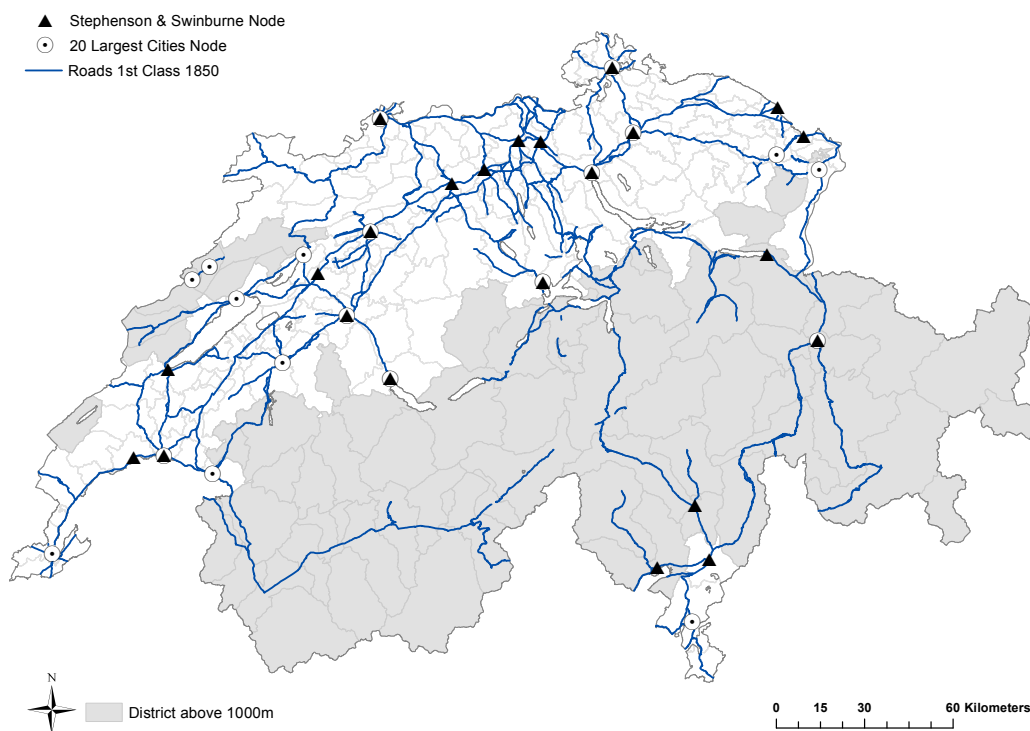 Stephenson & Swinburne Node
20 Largest Cities Node
Roads 1st Class 1850
N
District above 1000m
0 15 30 60 Kilometers